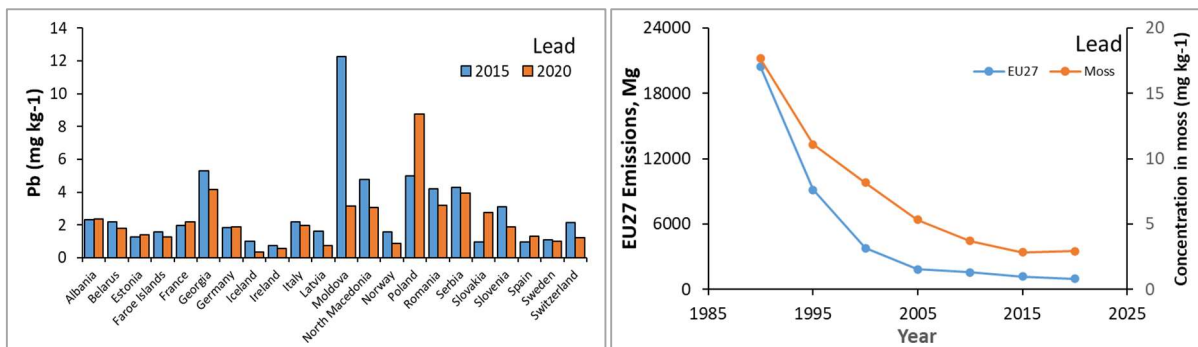 Lead
2015 2020
Pb (mg kg-1)
14
12
10
8
6
4
2
0
Albania
Belarus
Estonia
Faroe Islands
France
Georgia
Germany
Iceland
Ireland
Italy
Latvia
Moldova
North Macedonia
Norway
Poland
Romania
Serbia
Slovakia
Slovenia
Spain
Sweden
Switzerland
Lead
EU27 Moss
EU27 Emissions, Mg
24000
18000
12000
6000
0
Concentration in moss (mg kg-1)
20
15
10
5
0
1985 1995 2005 2015 2025
Year